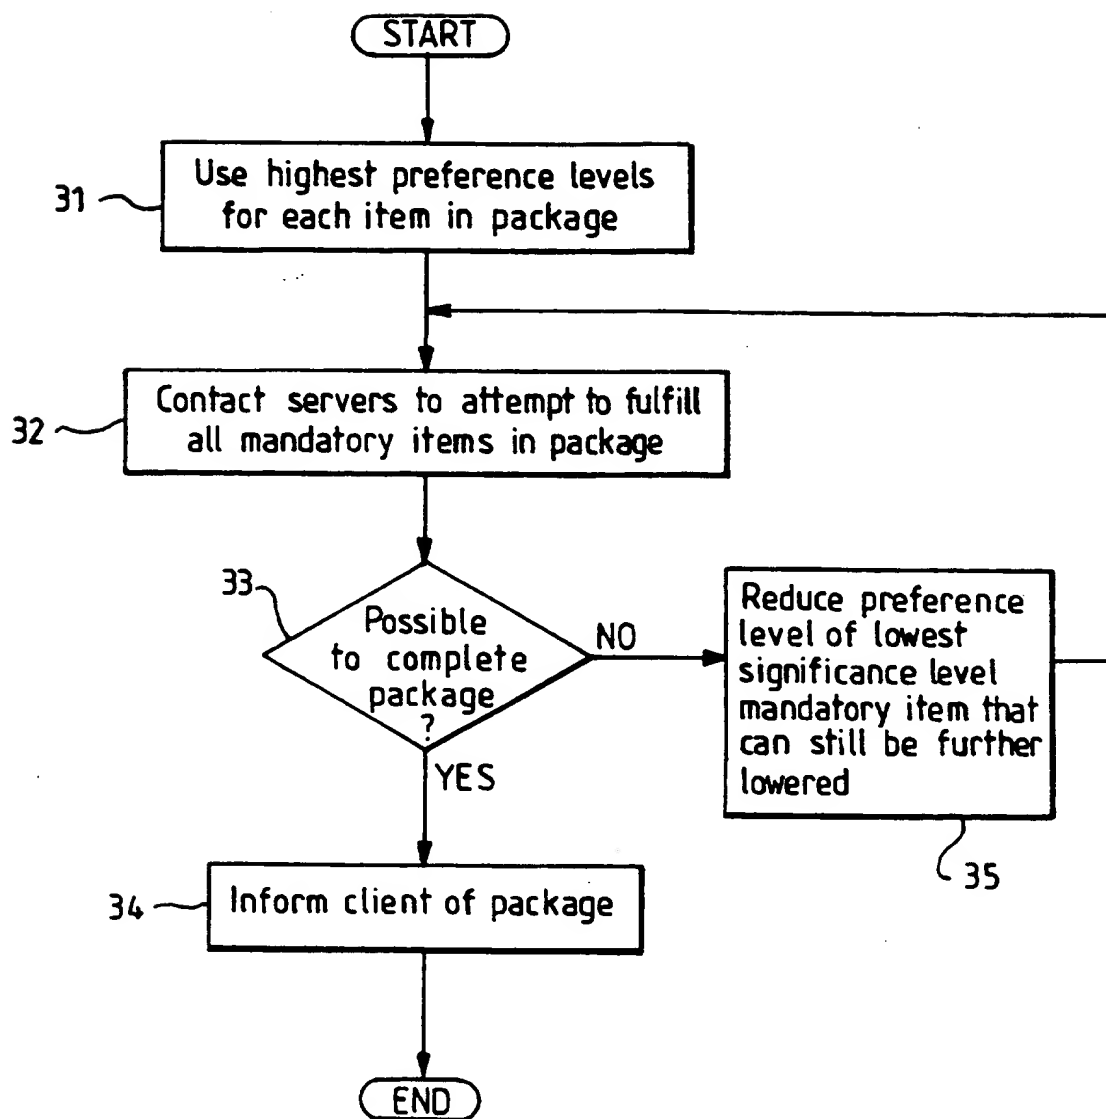 START
31
Use highest preference levels
for each item in package
32
Contact servers to attempt to fulfill
all mandatory items in package
33
Possible
to complete
package
?
NO
YES
Reduce preference
level of lowest
significance level
mandatory item that
can still be further
lowered
35
34
Inform client of package
END